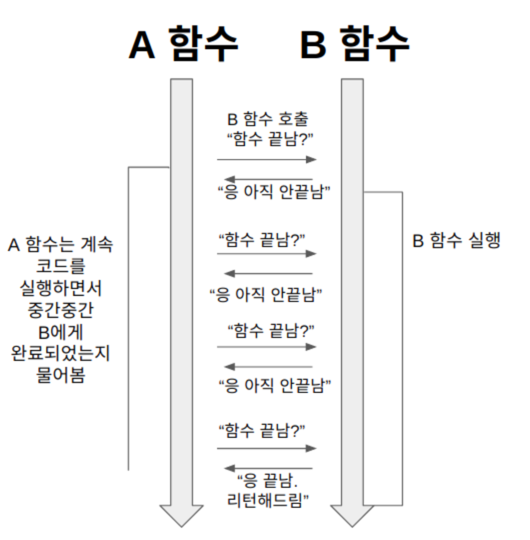 A 함수
B 함수
B 함수 호출
“함수 끝남?”
“응 아직 안끝남”
“함수 끝남?”
“응 아직 안끝남”
“함수 끝남?”
“응 아직 안끝남”
“함수 끝남?”
“응 끝남.
리턴해드림”
A 함수는 계속
코드를
실행하면서
중간중간
B에게
완료되었는지
물어봄
B 함수 실행